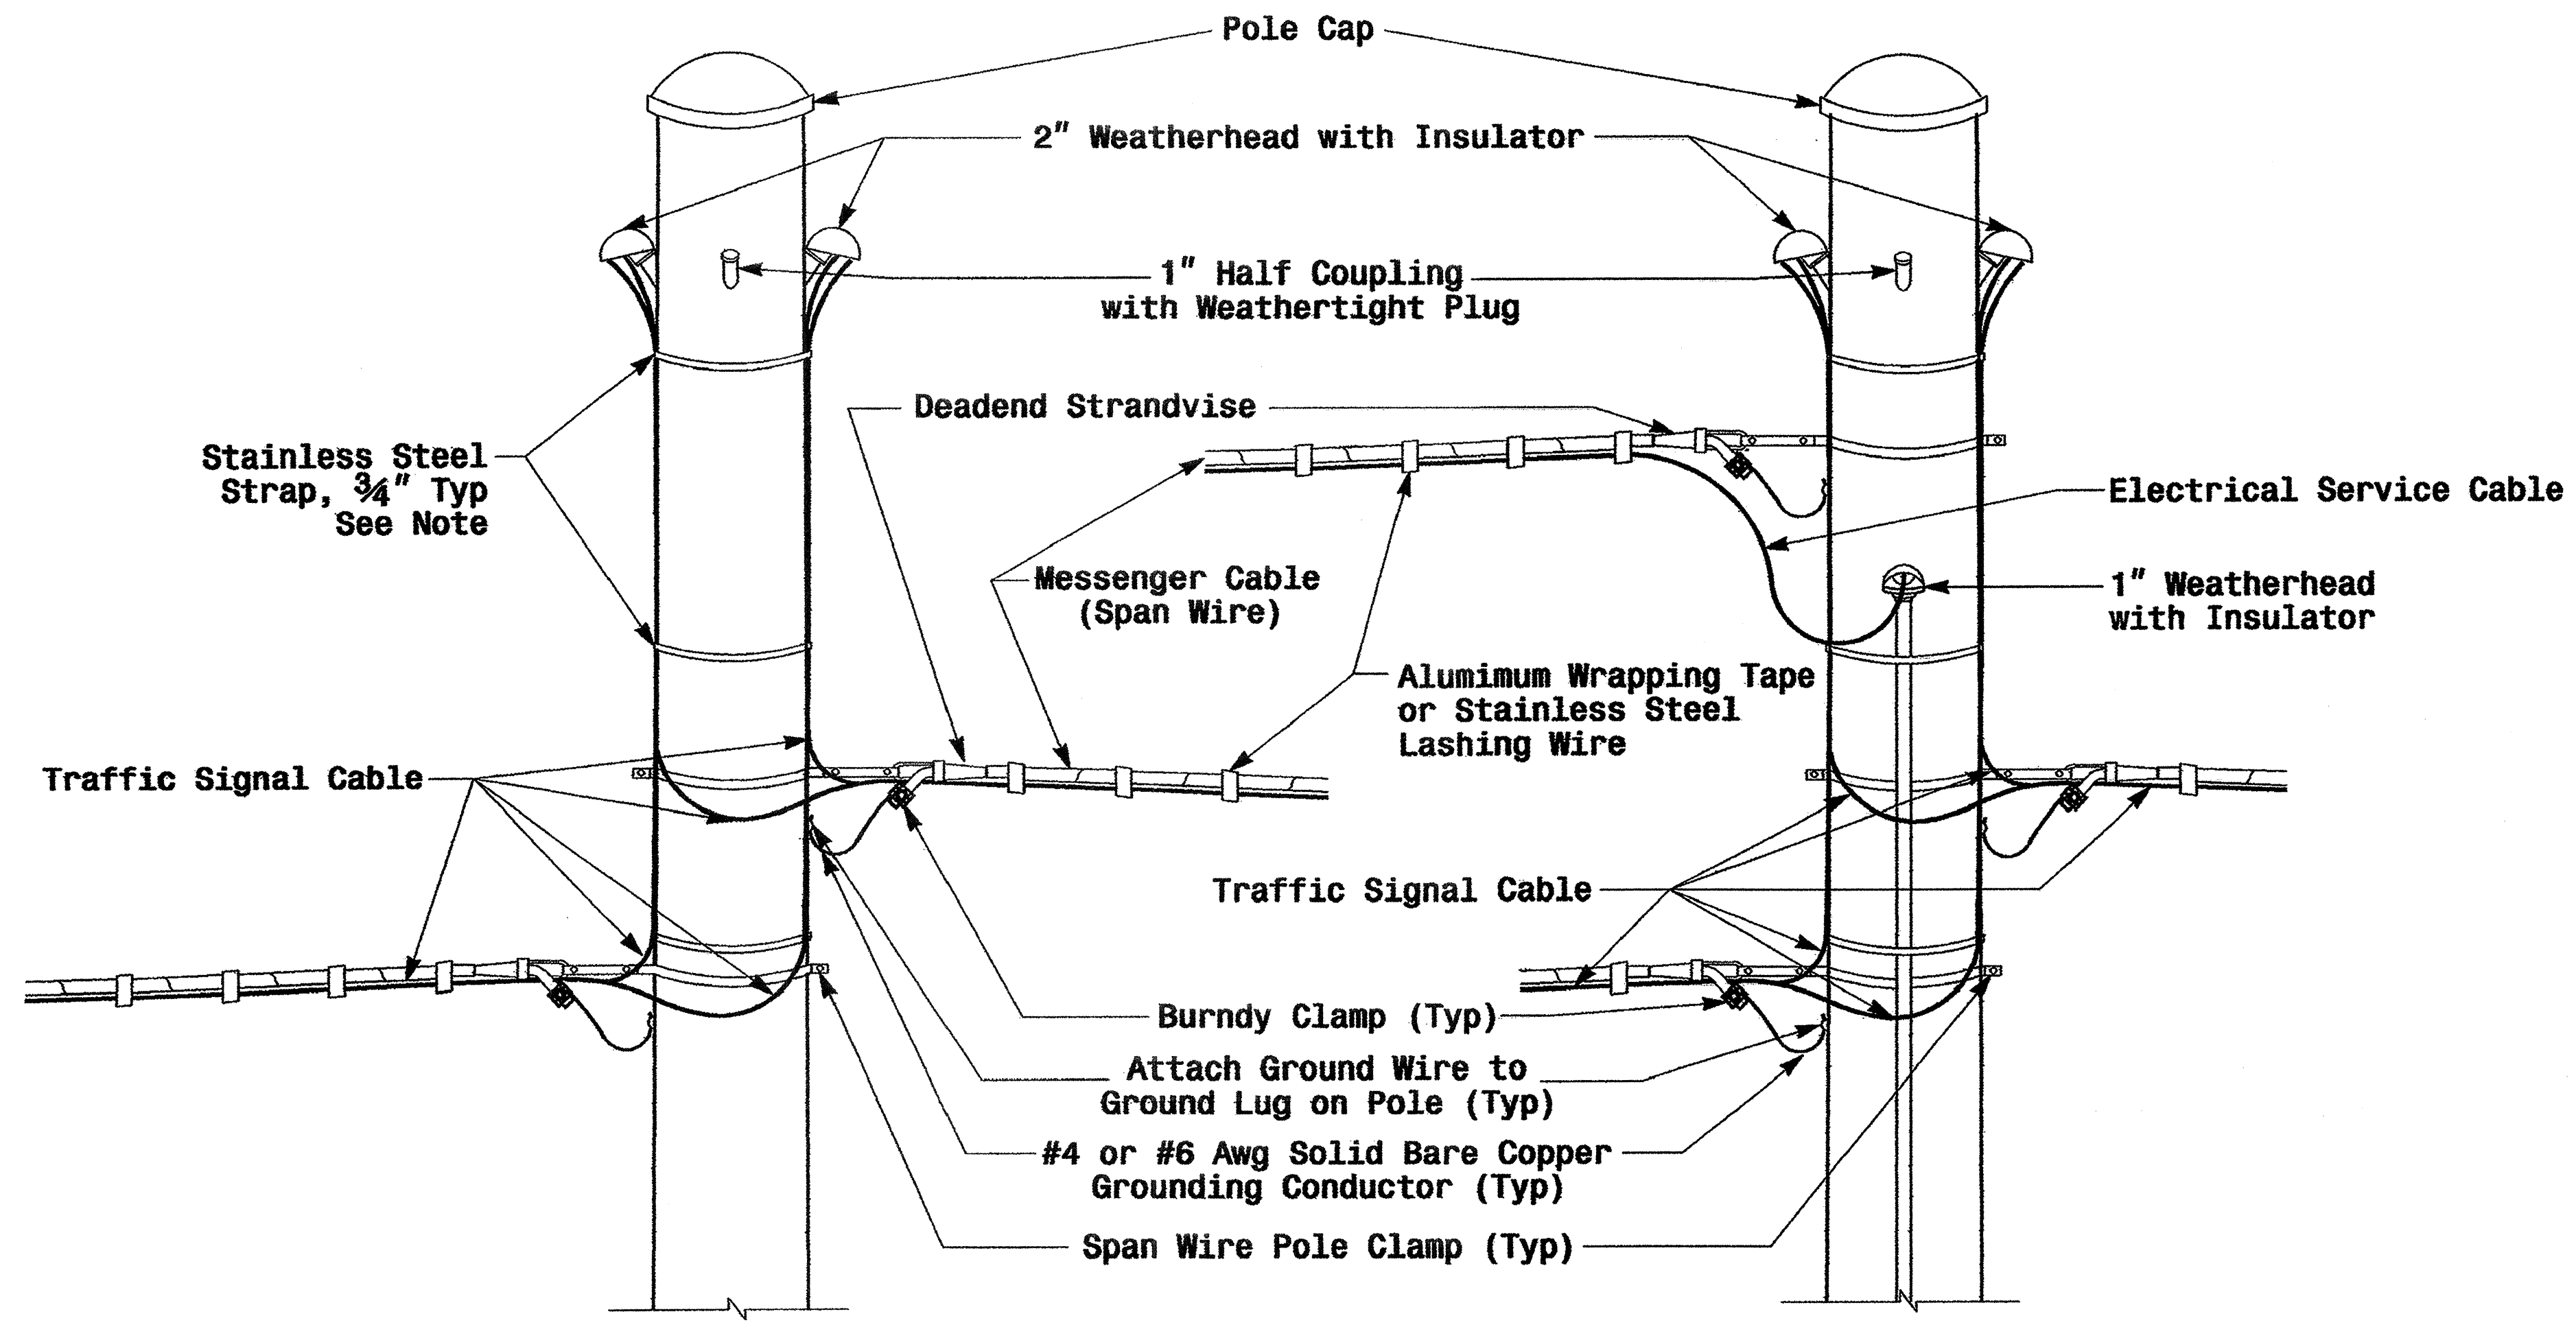 Pole Cap
2" Weatherhead with Insulator
1" Half Coupling
with Weathertight Plug
Deadend Strandvise
Stainless Steel
Strap, ¾" Typ
See Note
Electrical Service Cable
Messenger Cable
(Span Wire)
1" Weatherhead
with Insulator
Alumimum Wrapping Tape
or Stainless Steel
Lashing Wire
Traffic Signal Cable
Traffic Signal Cable
Burndy Clamp (Typ)
Attach Ground Wire to
Ground Lug on Pole (Typ)
#4 or #6 Awg Solid Bare Copper
Grounding Conductor (Typ)
Span Wire Pole Clamp (Typ)